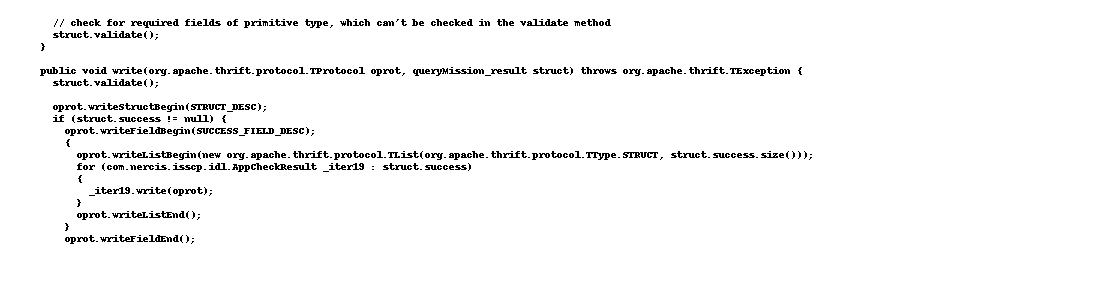 // check for required fields of primitive type, which can't be checked in the validate method
struct.validate();
}
public void write(org.apache.thrift.protocol.TProtocol oprot, queryMission_result struct) throws org.apache.thrift.TException {
struct.validate();
oprot.writeStructBegin(STRUCT_DESC);
if (struct.success != null) {
oprot.writeFieldBegin(SUCCESS_FIELD_DESC);
{
oprot.writeListBegin(new org.apache.thrift.protocol.TList(org.apache.thrift.protocol.TType.STRUCT, struct.success.size()));
for (com.nercis.isscp.idl.AppCheckResult _iter19 : struct.success)
{
_iter19.write(oprot);
}
oprot.writeListEnd();
}
oprot.writeFieldEnd();